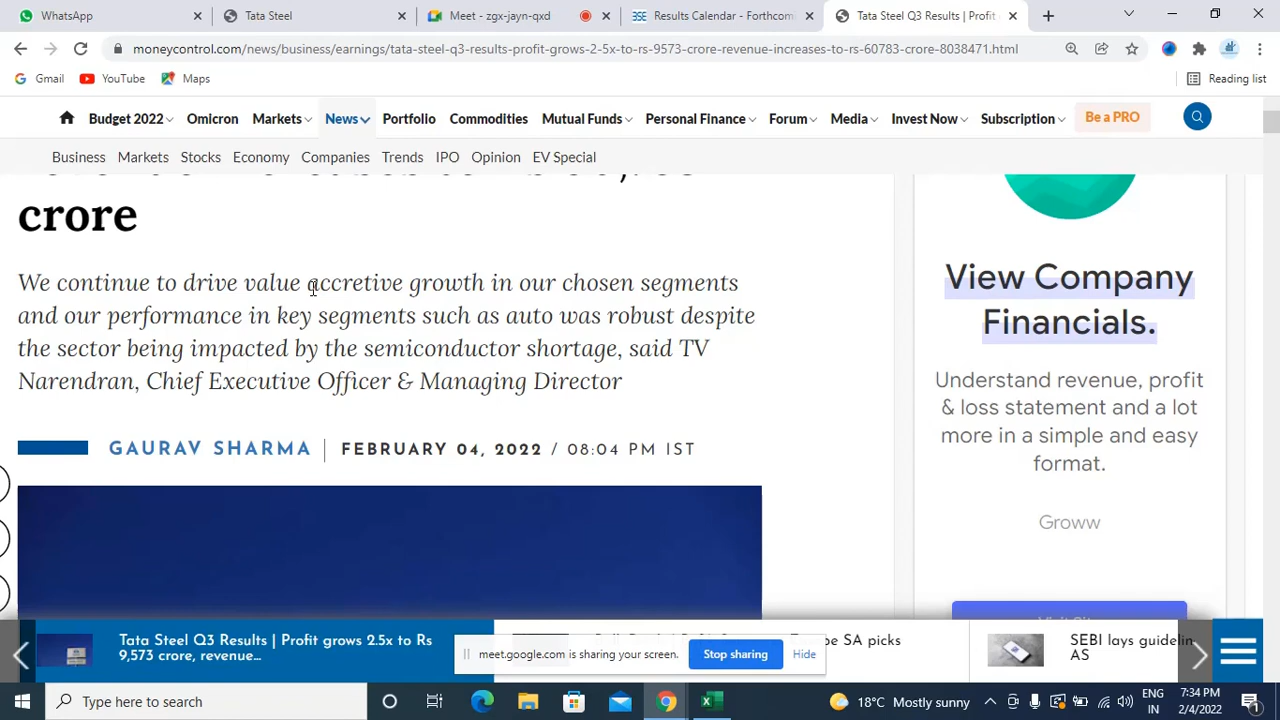 WhatsApp
Tata Steel
Meet - zgx-jayn-qxd
Results Calendar - Forthcom
Tata Steel Q3 Results | Profit
moneycontrol.com/news/business/earnings/tata-steel-q3-results-profit-grows-2-5x-to-rs-9573-crore-revenue-increases-to-rs-60783-crore-8038471.html
Gmail YouTube Maps Reading list
Budget 2022 Omicron Markets News Portfolio Commodities Mutual Funds Personal Finance Forum Media Invest Now Subscription Be a PRO
Business Markets Stocks Economy Companies Trends IPO Opinion EV Special
crore
We continue to drive value accretive growth in our chosen segments
and our performance in key segments such as auto was robust despite
the sector being impacted by the semiconductor shortage, said TV
Narendran, Chief Executive Officer & Managing Director
GAURAV SHARMA | FEBRUARY 04, 2022 / 08:04 PM IST
View Company
Financials.
Understand revenue, profit
& loss statement and a lot
more in a simple and easy
format.
Groww
Tata Steel Q3 Results | Profit grows 2.5x to Rs
9,573 crore, revenue...
meet.google.com is sharing your screen. Stop sharing Hide
SA picks
SEBI lays guidelin
AS
Type here to search
18°C Mostly sunny
ENG
IN
7:34 PM
2/4/2022